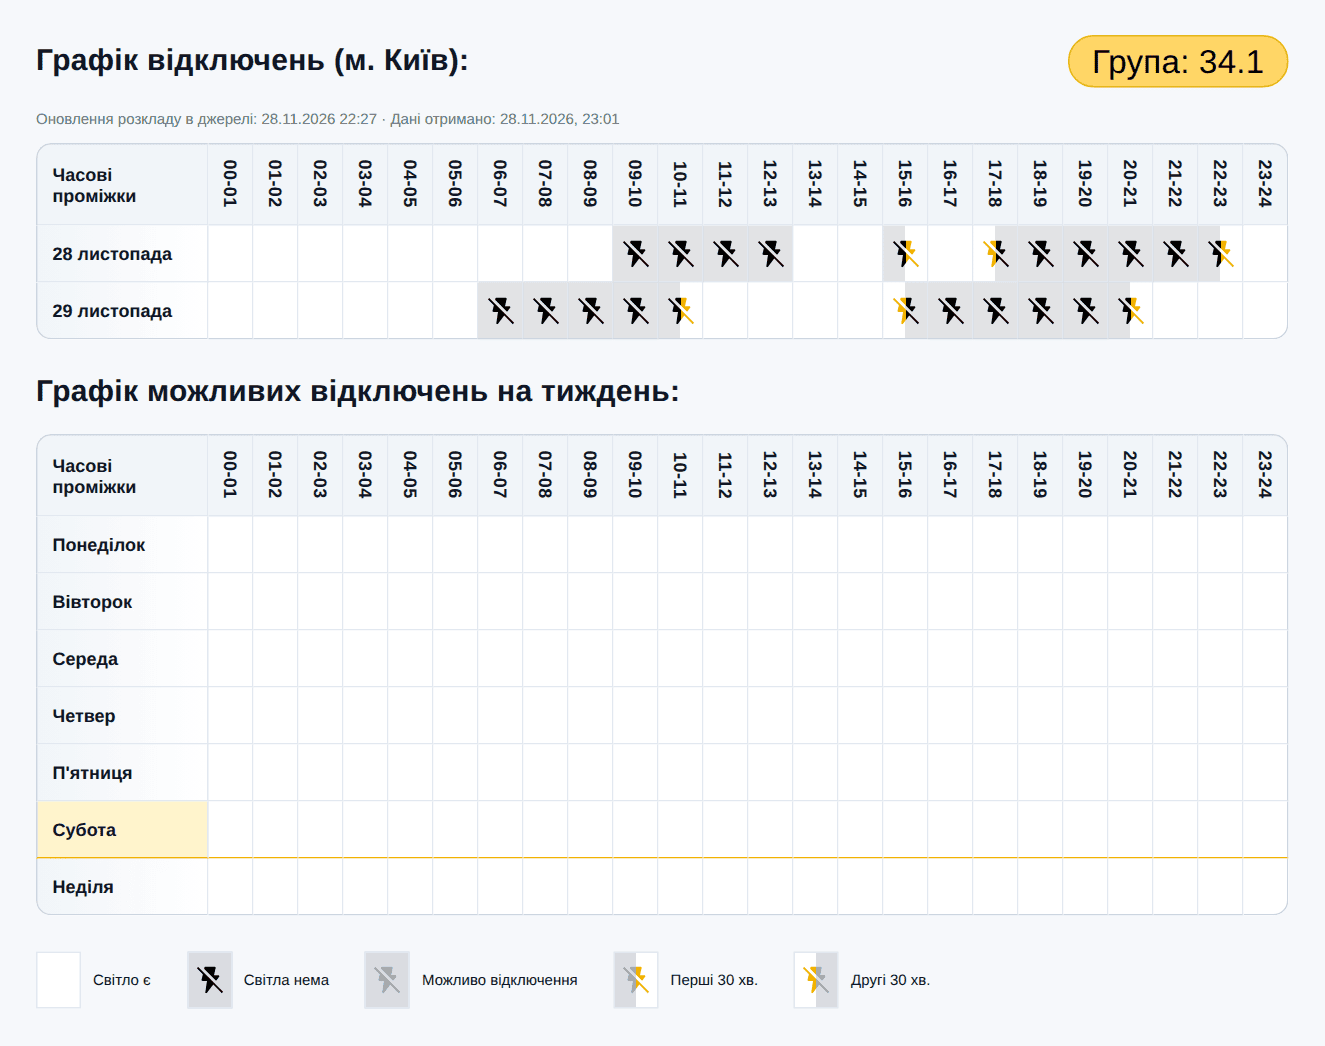 Графік відключень (м. Київ):
Група: 34.1
Оновлення розкладу в джерелі: 28.11.2026 22:27 · Дані отримано: 28.11.2026, 23:01
Часові проміжки 00-01 01-02 02-03 03-04 04-05 05-06 06-07 07-08 08-09 09-10 10-11 11-12 12-13 13-14 14-15 15-16 16-17 17-18 18-19 19-20 20-21 21-22 22-23 23-24
28 листопада
29 листопада
Графік можливих відключень на тиждень:
Часові проміжки 00-01 01-02 02-03 03-04 04-05 05-06 06-07 07-08 08-09 09-10 10-11 11-12 12-13 13-14 14-15 15-16 16-17 17-18 18-19 19-20 20-21 21-22 22-23 23-24
Понеділок
Вівторок
Середа
Четвер
П'ятниця
Субота
Неділя
Світло є Світла нема Можливо відключення Перші 30 хв. Другі 30 хв.